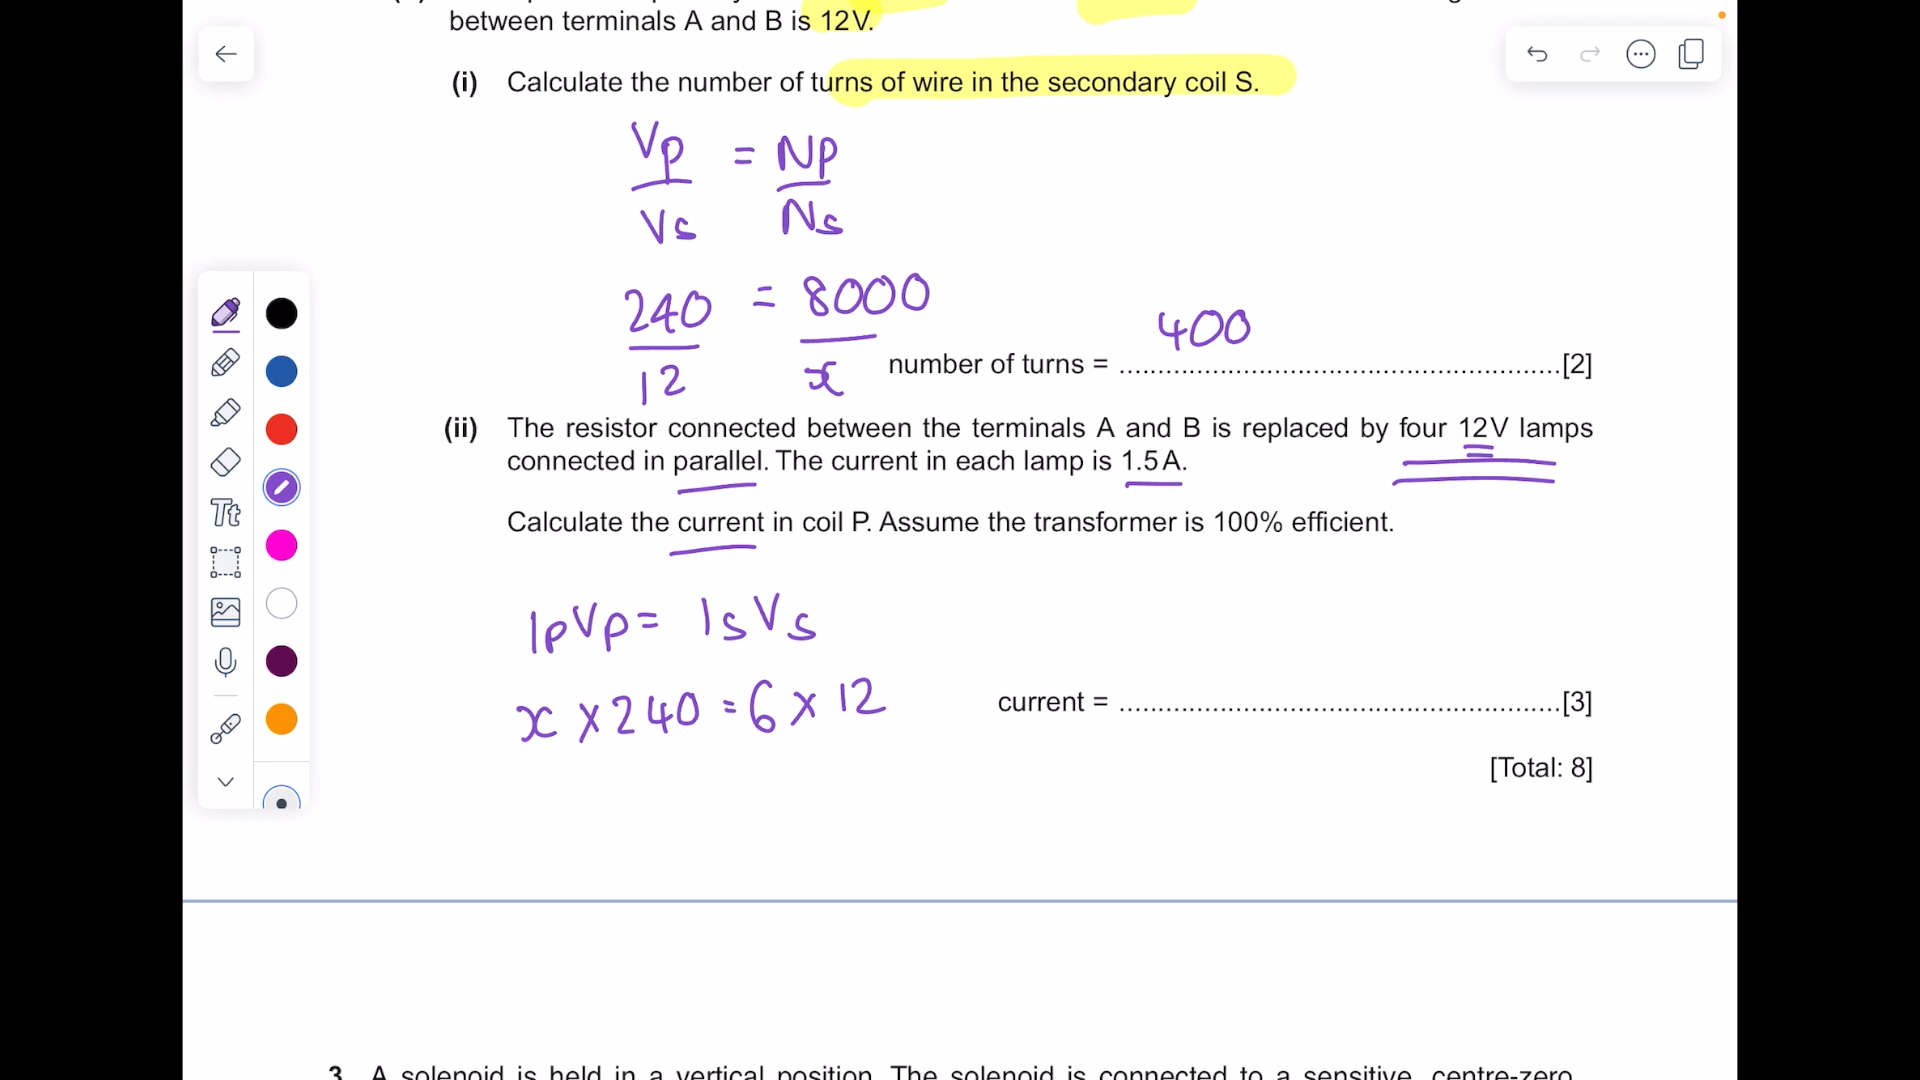 between terminals A and B is 12V.
(i) Calculate the number of turns of wire in the secondary coil S.
Vp = Np
Vs Ns
240 = 8000
12 x
400
number of turns = ........................................................[2]
(ii) The resistor connected between the terminals A and B is replaced by four 12V lamps
connected in parallel. The current in each lamp is 1.5A.
Calculate the current in coil P. Assume the transformer is 100% efficient.
IpVp = IsVs
x × 240 = 6 × 12
current = ........................................................[3]
[Total: 8]
3 A solenoid is held in a vertical position. The solenoid is connected to a sensitive, centre-zero
Tt